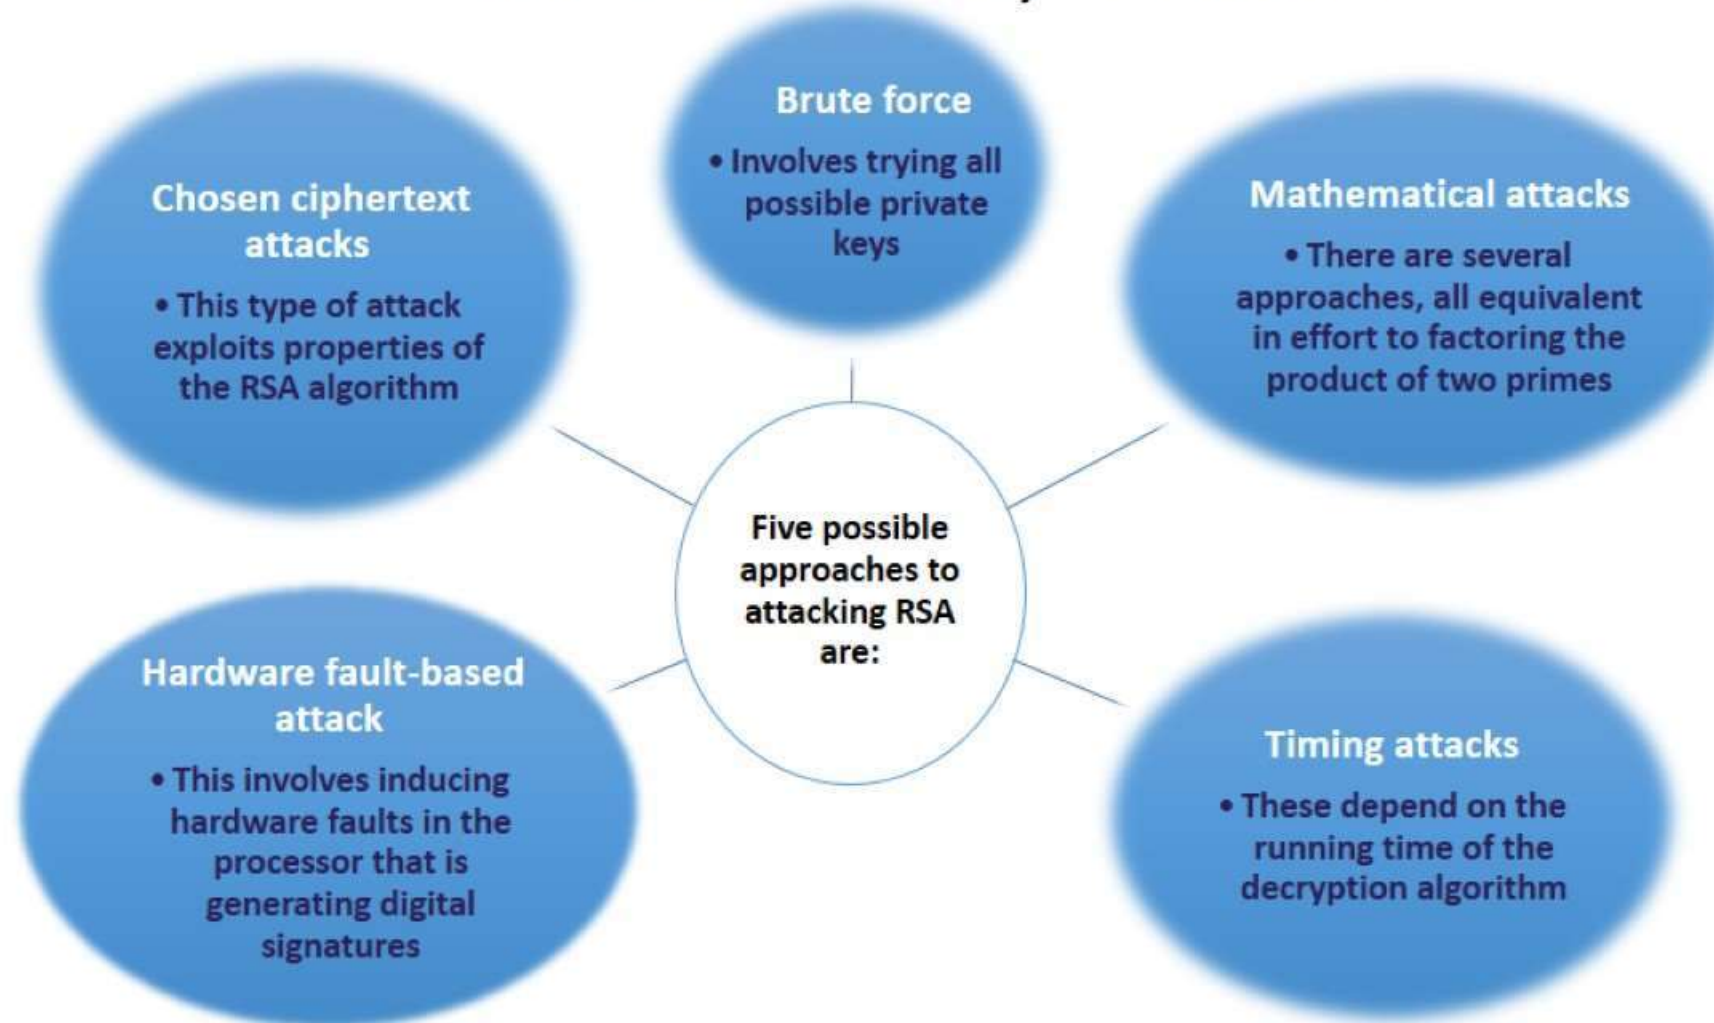 Brute force
• Involves trying all
possible private
keys
Mathematical attacks
• There are several
approaches, all equivalent
in effort to factoring the
product of two primes
Timing attacks
• These depend on the
running time of the
decryption algorithm
Hardware fault-based
attack
• This involves inducing
hardware faults in the
processor that is
generating digital
signatures
Chosen ciphertext
attacks
• This type of attack
exploits properties of
the RSA algorithm
Five possible
approaches to
attacking RSA
are: